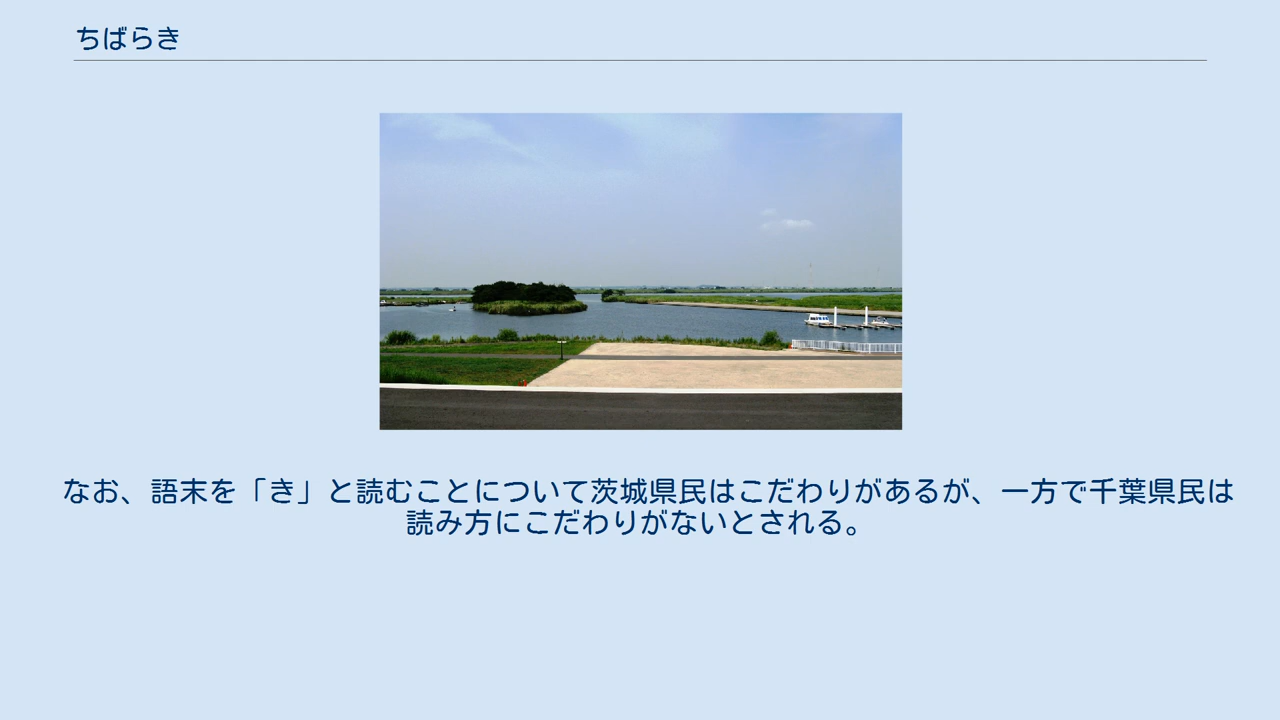 ちばらき
なお、語末を「き」と読むことについて茨城県民はこだわりがあるが、一方で千葉県民は
読み方にこだわりがないとされる。